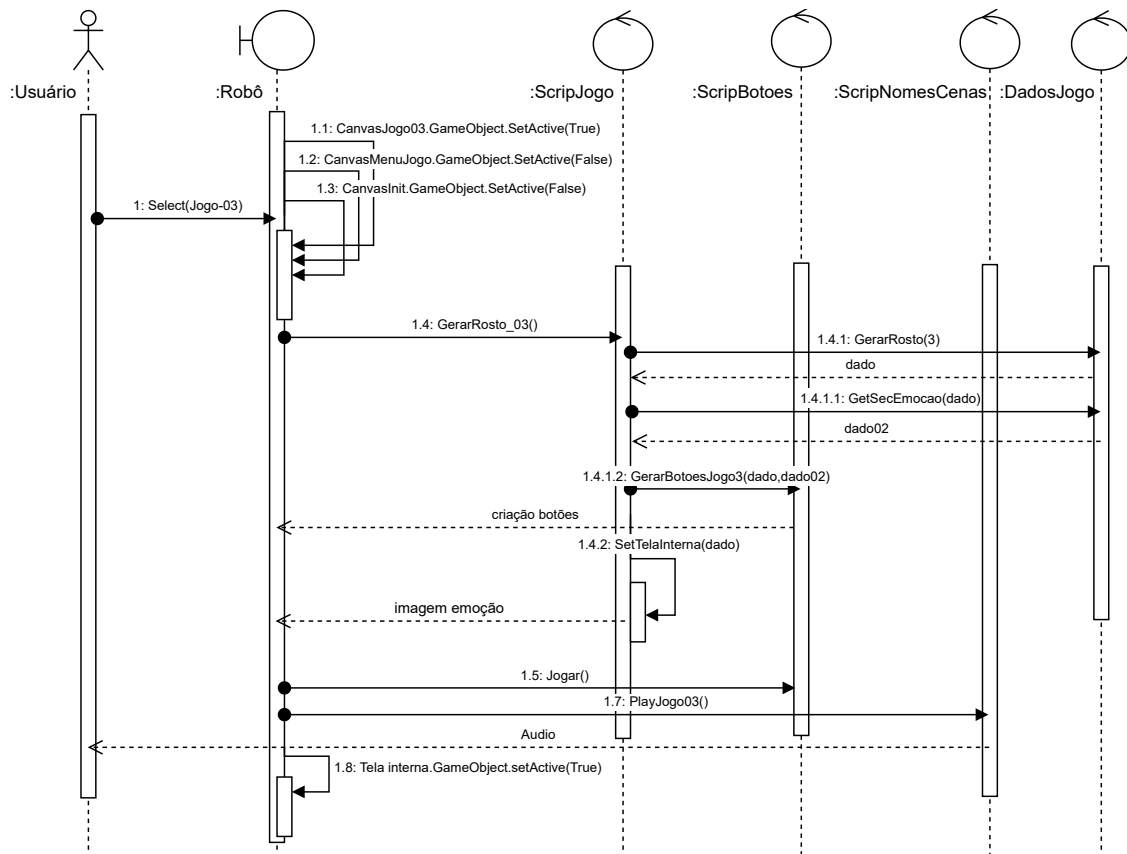 :Usuário
:Robô
:ScripJogo
:ScripBotoes
:ScripNomesCenas
:DadosJogo
1.1: CanvasJogo03.GameObject.SetActive(True)
1.2: CanvasMenuJogo.GameObject.SetActive(False)
1.3: CanvasInit.GameObject.SetActive(False)
1: Select(Jogo-03)
1.4: GerarRosto_03()
1.4.1: GerarRosto(3)
dado
1.4.1.1: GetSecEmocao(dado)
dado02
1.4.1.2: GerarBotoesJogo3(dado,dado02)
criação botões
1.4.2: SetTelaInterna(dado)
imagem emoção
1.5: Jogar()
1.7: PlayJogo03()
Audio
1.8: Tela interna.GameObject.setActive(True)